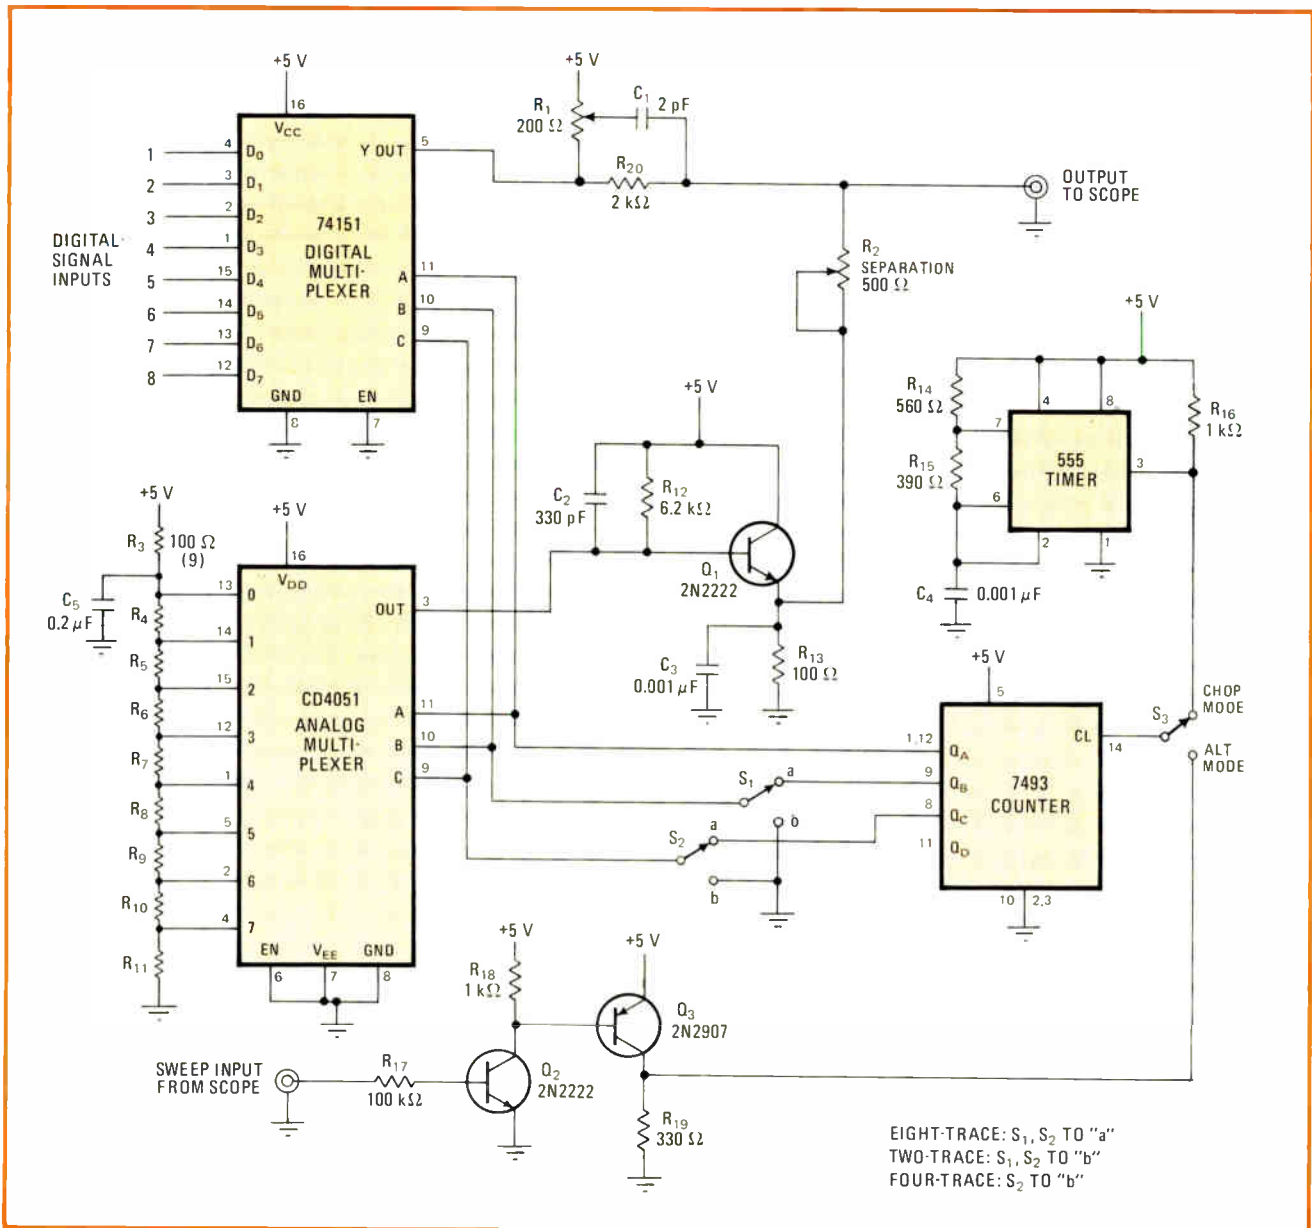 +5 V
16
V_CC
1
2
3
4
5
6
7
8
DIGITAL
SIGNAL
INPUTS
4
3
2
1
15
14
13
12
D0
D1
D2
D3
D4
D5
D6
D7
74151
DIGITAL
MULTI-
PLEXER
Y OUT
5
A
11
B
10
C
9
GND
8
EN
7
+5 V
R1
200 Ω
C1
2 pF
R20
2 kΩ
OUTPUT
TO SCOPE
R2
SEPARATION
500 Ω
+5 V
R14
560 Ω
R15
390 Ω
7
6
4
8
555
TIMER
3
2
1
R16
1 kΩ
C4
0.001 µF
+5 V
C2
330 pF
R12
6.2 kΩ
Q1
2N2222
C3
0.001 µF
R13
100 Ω
+5 V
R3
100 Ω
(9)
C5
0.2 µF
R4
R5
R6
R7
R8
R9
R10
R11
+5 V
16
V_DD
13
14
15
12
1
5
2
4
0
1
2
3
4
5
6
7
OUT
3
CD4051
ANALOG
MULTI-
PLEXER
A
11
B
10
C
9
EN
6
V_EE
7
GND
8
S1
a
b
S2
a
b
+5 V
5
1,12
QA
9
QB
8
QC
11
QD
7493
COUNTER
CL
14
10
2,3
S3
CHOP
MODE
ALT
MODE
SWEEP INPUT
FROM SCOPE
R17
100 kΩ
+5 V
R18
1 kΩ
Q2
2N2222
+5 V
Q3
2N2907
R19
330 Ω
EIGHT-TRACE: S1, S2 TO "a"
TWO-TRACE: S1, S2 TO "b"
FOUR-TRACE: S2 TO "b"